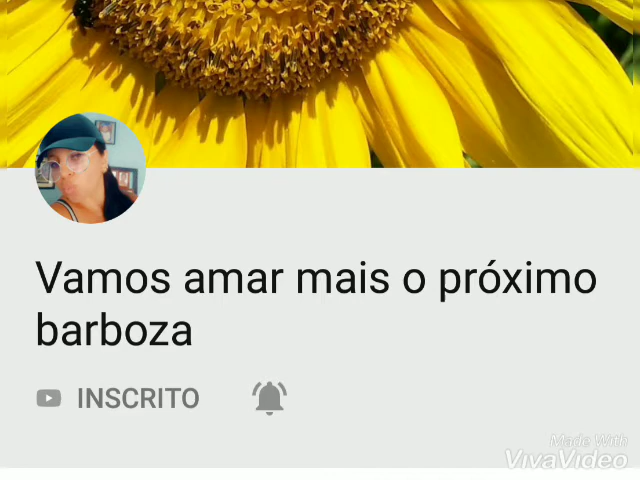 Vamos amar mais o próximo
barboza
INSCRITO
Made With
VivaVideo